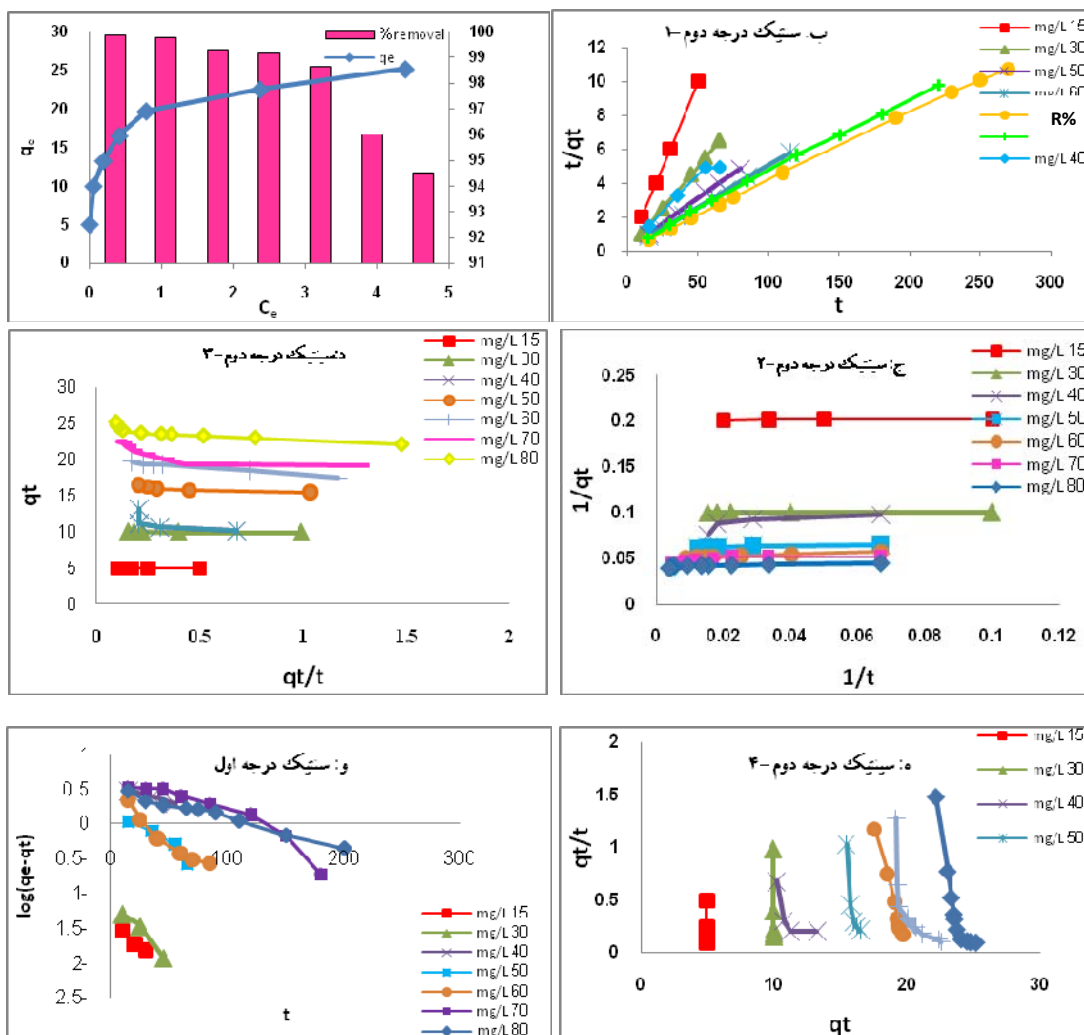 %removal
qe
30
25
20
15
10
5
0
qe
100
99
98
97
96
95
94
93
92
91
0 1 2 3 4 5
Ce
ب. سنتیک درجه دوم -۱
12
10
8
6
4
2
0
t/qt
0 50 100 150 200 250 300
t
mg/L 15
mg/L 30
mg/L 50
mg/L 60
R%
mg/L 40
د:سینتیک درجه دوم-۳
30
25
20
15
10
5
0
qt
0 0.5 1 1.5 2
qt/t
mg/L 15
mg/L 30
mg/L 40
mg/L 50
mg/L 60
mg/L 70
mg/L 80
ج: سینتیک درجه دوم-۲
0.25
0.2
0.15
0.1
0.05
0
1/qt
0 0.02 0.04 0.06 0.08 0.1 0.12
1/t
mg/L 15
mg/L 30
mg/L 40
mg/L 50
mg/L 60
mg/L 70
mg/L 80
و: سنتیک درجه اول
0.5
0
0.5-
1-
1.5-
2-
2.5-
log(qe-qt)
0 100 200 300
t
mg/L 15
mg/L 30
mg/L 40
mg/L 50
mg/L 60
mg/L 70
mg/L 80
ه: سینتیک درجه دوم -۴
2
1.5
1
0.5
0
qt/t
0 10 20 30
qt
mg/L 15
mg/L 30
mg/L 40
mg/L 50